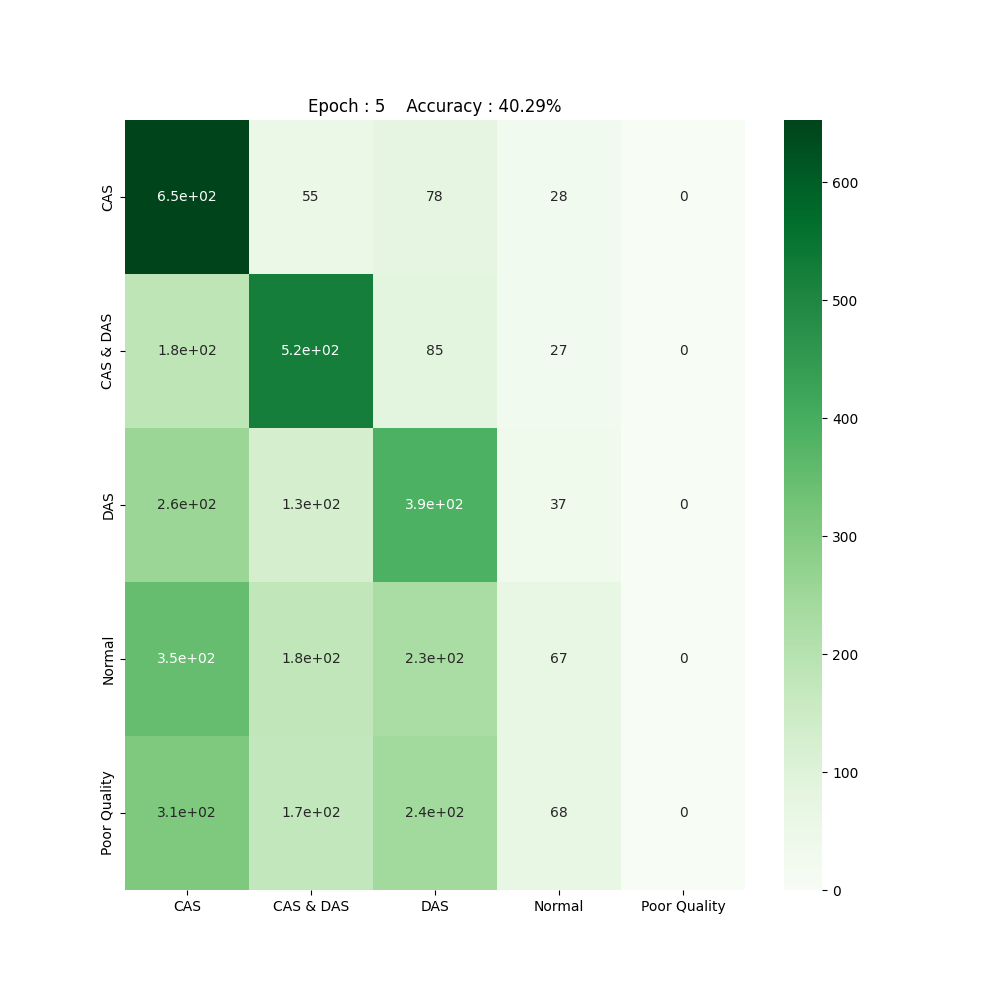 Epoch : 5    Accuracy : 40.29%
CAS 6.5e+02 55 78 28 0
CAS & DAS 1.8e+02 5.2e+02 85 27 0
DAS 2.6e+02 1.3e+02 3.9e+02 37 0
Normal 3.5e+02 1.8e+02 2.3e+02 67 0
Poor Quality 3.1e+02 1.7e+02 2.4e+02 68 0
CAS CAS & DAS DAS Normal Poor Quality
600
500
400
300
200
100
0